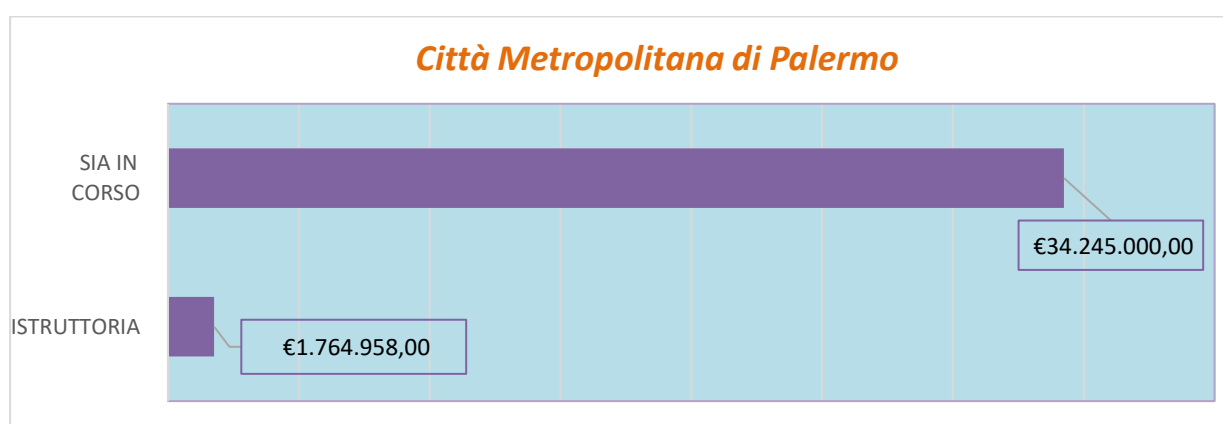 Città Metropolitana di Palermo
SIA IN
CORSO
€34.245.000,00
ISTRUTTORIA
€1.764.958,00